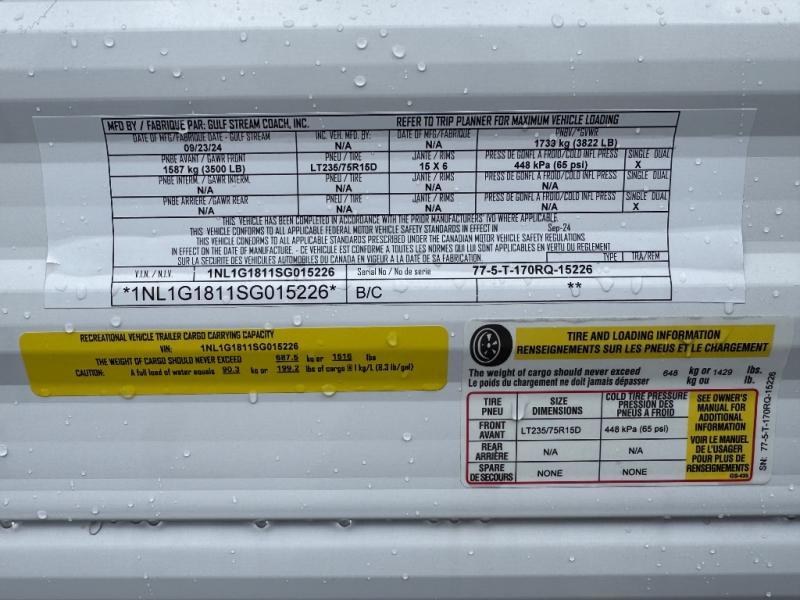 MFD BY / FABRIQUE PAR: GULF STREAM COACH, INC. REFER TO TRIP PLANNER FOR MAXIMUM VEHICLE LOADING
DATE OF MFG/FABRIQUE DATE - GULF STREAM INC. VEH. MFD. BY: DATE OF MFG/FABRIQUE PNBV/*GVWR
09/23/24 N/A N/A 1733 kg (3822 LB)
PNBE AVANT / GAWR FRONT PNEU / TIRE JANTE / RIMS PRESS DE GONFL A FROID/COLD INFL PRESS SINGLE DUAL
1587 kg (3500 LB) LT235/75R15D 15 X 6 448 kPa (65 psi) X
PNBE INTERM. / GAWR INTERM. PNEU / TIRE JANTE / RIMS PRESS DE GONFL A FROID/COLD INFL PRESS SINGLE DUAL
N/A N/A N/A N/A X
PNBE ARRIERE / GAWR REAR PNEU / TIRE JANTE / RIMS PRESS DE GONFL A FROID/COLD INFL PRESS SINGLE DUAL
N/A N/A N/A N/A X
THIS VEHICLE HAS BEEN COMPLETED IN ACCORDANCE WITH THE PRIOR MANUFACTURERS' IVD WHERE APPLICABLE.
THIS VEHICLE CONFORMS TO ALL APPLICABLE FEDERAL MOTOR VEHICLE SAFETY STANDARDS IN EFFECT IN Sep-24
THIS VEHICLE CONFORMS TO ALL APPLICABLE STANDARDS PRESCRIBED UNDER THE CANADIAN MOTOR VEHICLE SAFETY REGULATIONS
IN EFFECT ON THE DATE OF MANUFACTURE. - CE VEHICULE EST CONFORME A TOUTES LES NORMES QUI LUI SONT APPLICABLES EN VERTU DU REGLEMENT
SUR LA SECURITE DES VEHICULES AUTOMOBILES DU CANADA EN VIGUEUR A LA DATE DE SA FABRICATION. TYPE TRA/REM
V.I.N. / N.I.V. 1NL1G1811SG015226 Serial No / No de serie 77-5-T-170RQ-15226
*1NL1G1811SG015226* B/C **
RECREATIONAL VEHICLE TRAILER CARGO CARRYING CAPACITY
VIN: 1NL1G1811SG015226
THE WEIGHT OF CARGO SHOULD NEVER EXCEED 687.5 kg or 1516 lbs
CAUTION: A full load of water equals 90.3 kg or 199.2 lbs of cargo @ 1 kg/L (8.3 lb/gal)
TIRE AND LOADING INFORMATION
RENSEIGNEMENTS SUR LES PNEUS ET LE CHARGEMENT
The weight of cargo should never exceed 648 kg or 1429 lbs.
Le poids du chargement ne doit jamais dépasser kg ou lb.
TIRE PNEU SIZE DIMENSIONS COLD TIRE PRESSURE PRESSION DES PNEUS À FROID
FRONT AVANT LT235/75R15D 448 kPa (65 psi)
REAR ARRIÈRE N/A N/A
SPARE DE SECOURS NONE NONE
SEE OWNER'S
MANUAL FOR
ADDITIONAL
INFORMATION
VOIR LE MANUEL
DE L'USAGER
POUR PLUS DE
RENSEIGNEMENTS
GS-435
SN: 77-5-T-170RQ-15226